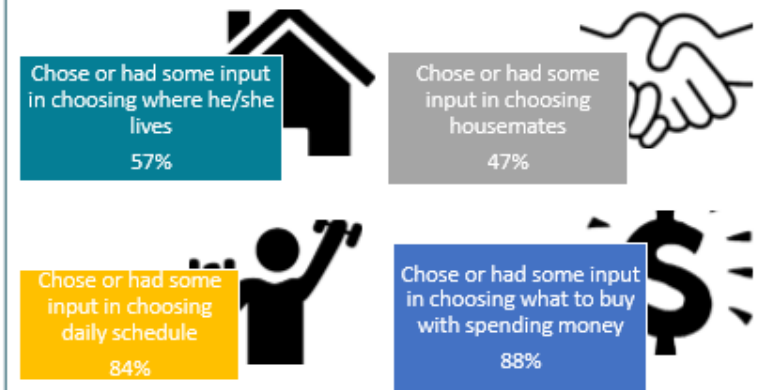 Chose or had some input
in choosing where he/she
lives
57%
Chose or had some
input in choosing
housemates
47%
Chose or had some
input in choosing
daily schedule
84%
Chose or had some input
in choosing what to buy
with spending money
88%